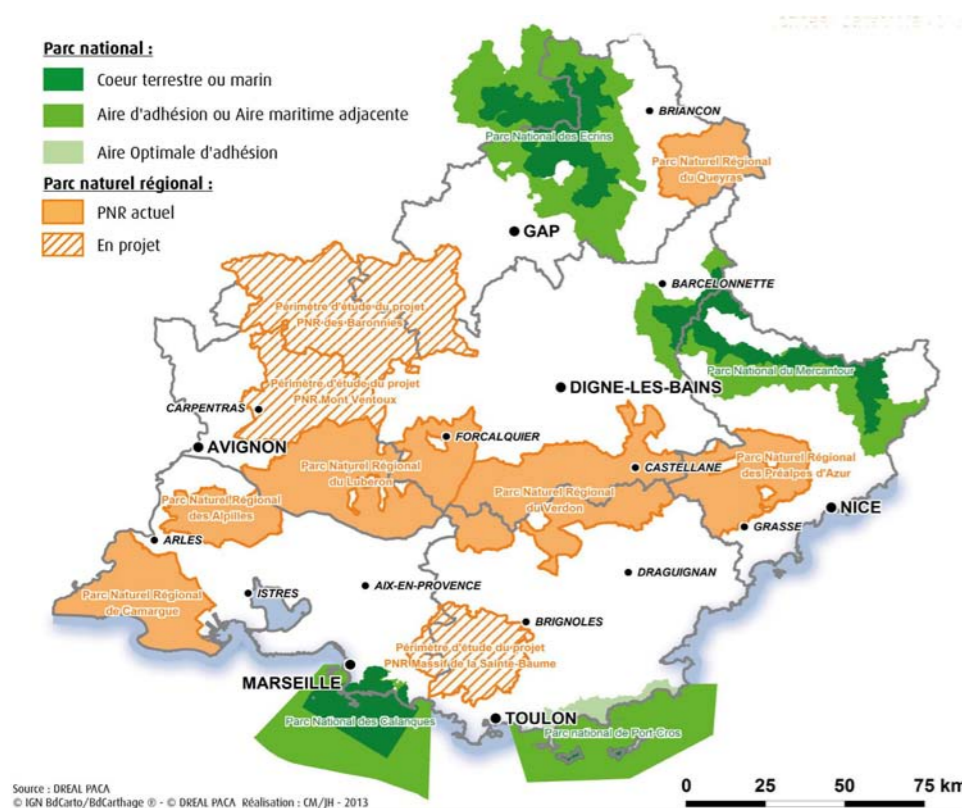 Parc national :
Coeur terrestre ou marin
Aire d'adhésion ou Aire maritime adjacente
Aire Optimale d'adhésion
Parc naturel régional :
PNR actuel
En projet
BRIANCON
Parc National des Ecrins
Parc Naturel Régional
du Queyras
GAP
BARCELONNETTE
Périmètre d'étude du projet
PNR des Baronnies
Parc National du Mercantour
Périmètre d'étude du projet
PNR Mont Ventoux
DIGNE-LES-BAINS
CARPENTRAS
FORCALQUIER
AVIGNON
Parc Naturel Régional
du Lubéron
CASTELLANE
Parc Naturel Régional
des Préalpes d'Azur
Parc Naturel Régional
des Alpilles
Parc Naturel Régional
du Verdon
NICE
GRASSE
ARLES
DRAGUIGNAN
AIX-EN-PROVENCE
ISTRES
Parc Naturel Régional
de Camargue
BRIGNOLES
Périmètre d'étude du projet
PNR Massif de la Sainte-Baume
MARSEILLE
TOULON
Parc National des Calanques
Parc national de Port-Cros
0 25 50 75 km
Source : DREAL PACA
© IGN BdCarto/BdCarthage ® - © DREAL PACA Réalisation : CM/JH - 2013